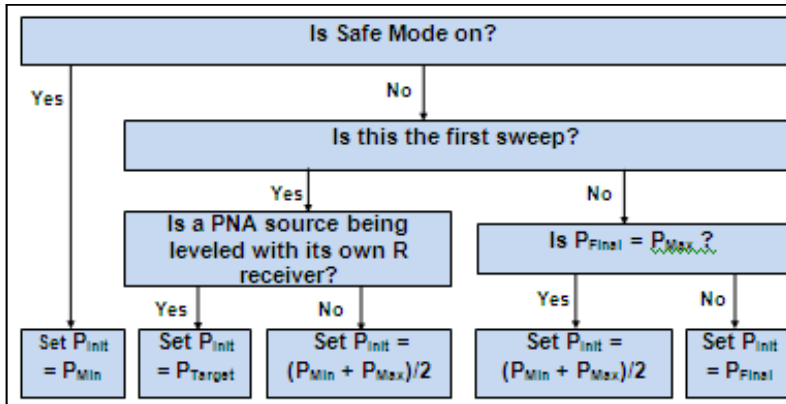 Is Safe Mode on?
Yes
No
Is this the first sweep?
Yes
No
Is a PNA source being
leveled with its own R
receiver?
Is PFinal = PMax ?
Yes
No
Yes
No
Set PInit
= PMin
Set PInit
= PTarget
Set PInit =
(PMin + PMax)/2
Set PInit =
(PMin + PMax)/2
Set PInit
= PFinal